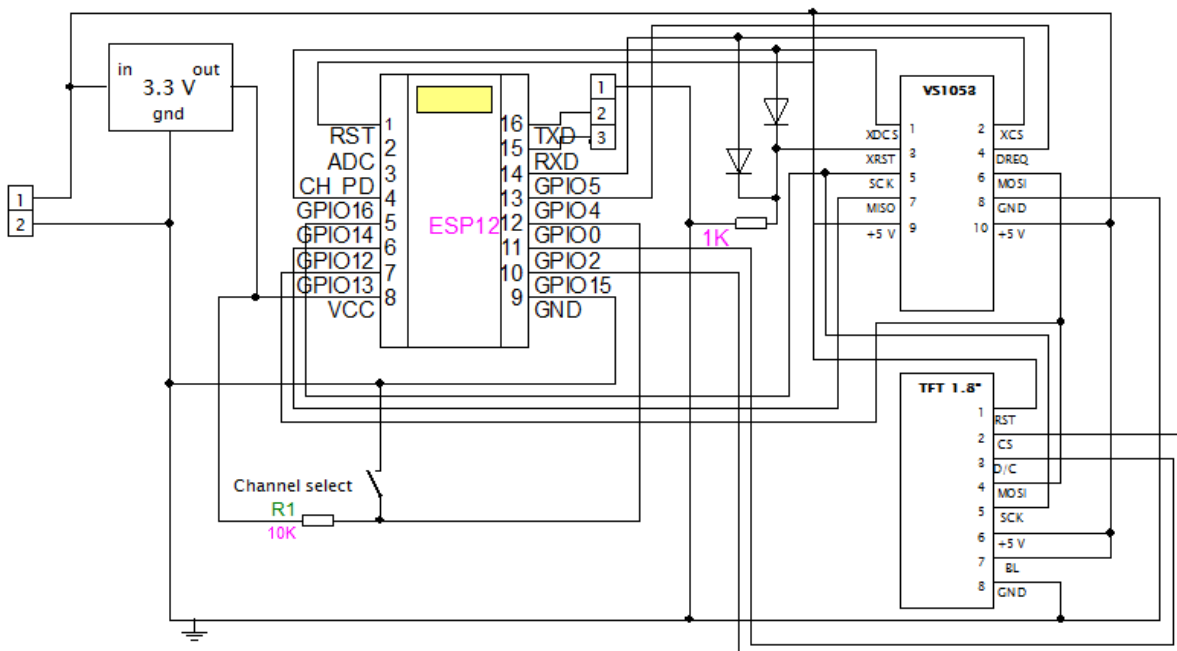 in out
3.3 V
gnd
1
2
1
2
3
4
5
6
7
8
RST
ADC
CH PD
GPIO16
GPIO14
GPIO12
GPIO13
VCC
ESP12
16
15
14
13
12
11
10
9
TXD
RXD
GPIO5
GPIO4
GPIO0
GPIO2
GPIO15
GND
1
2
3
1K
VS1053
1 2
XDCS XCS
3 4
XRST DREQ
5 6
SCK MOSI
7 8
MISO GND
9 10
+5 V +5 V
TFT 1.8"
1
RST
2
CS
3
D/C
4
MOSI
5
SCK
6
+5 V
7
BL
8
GND
Channel select
R1
10K